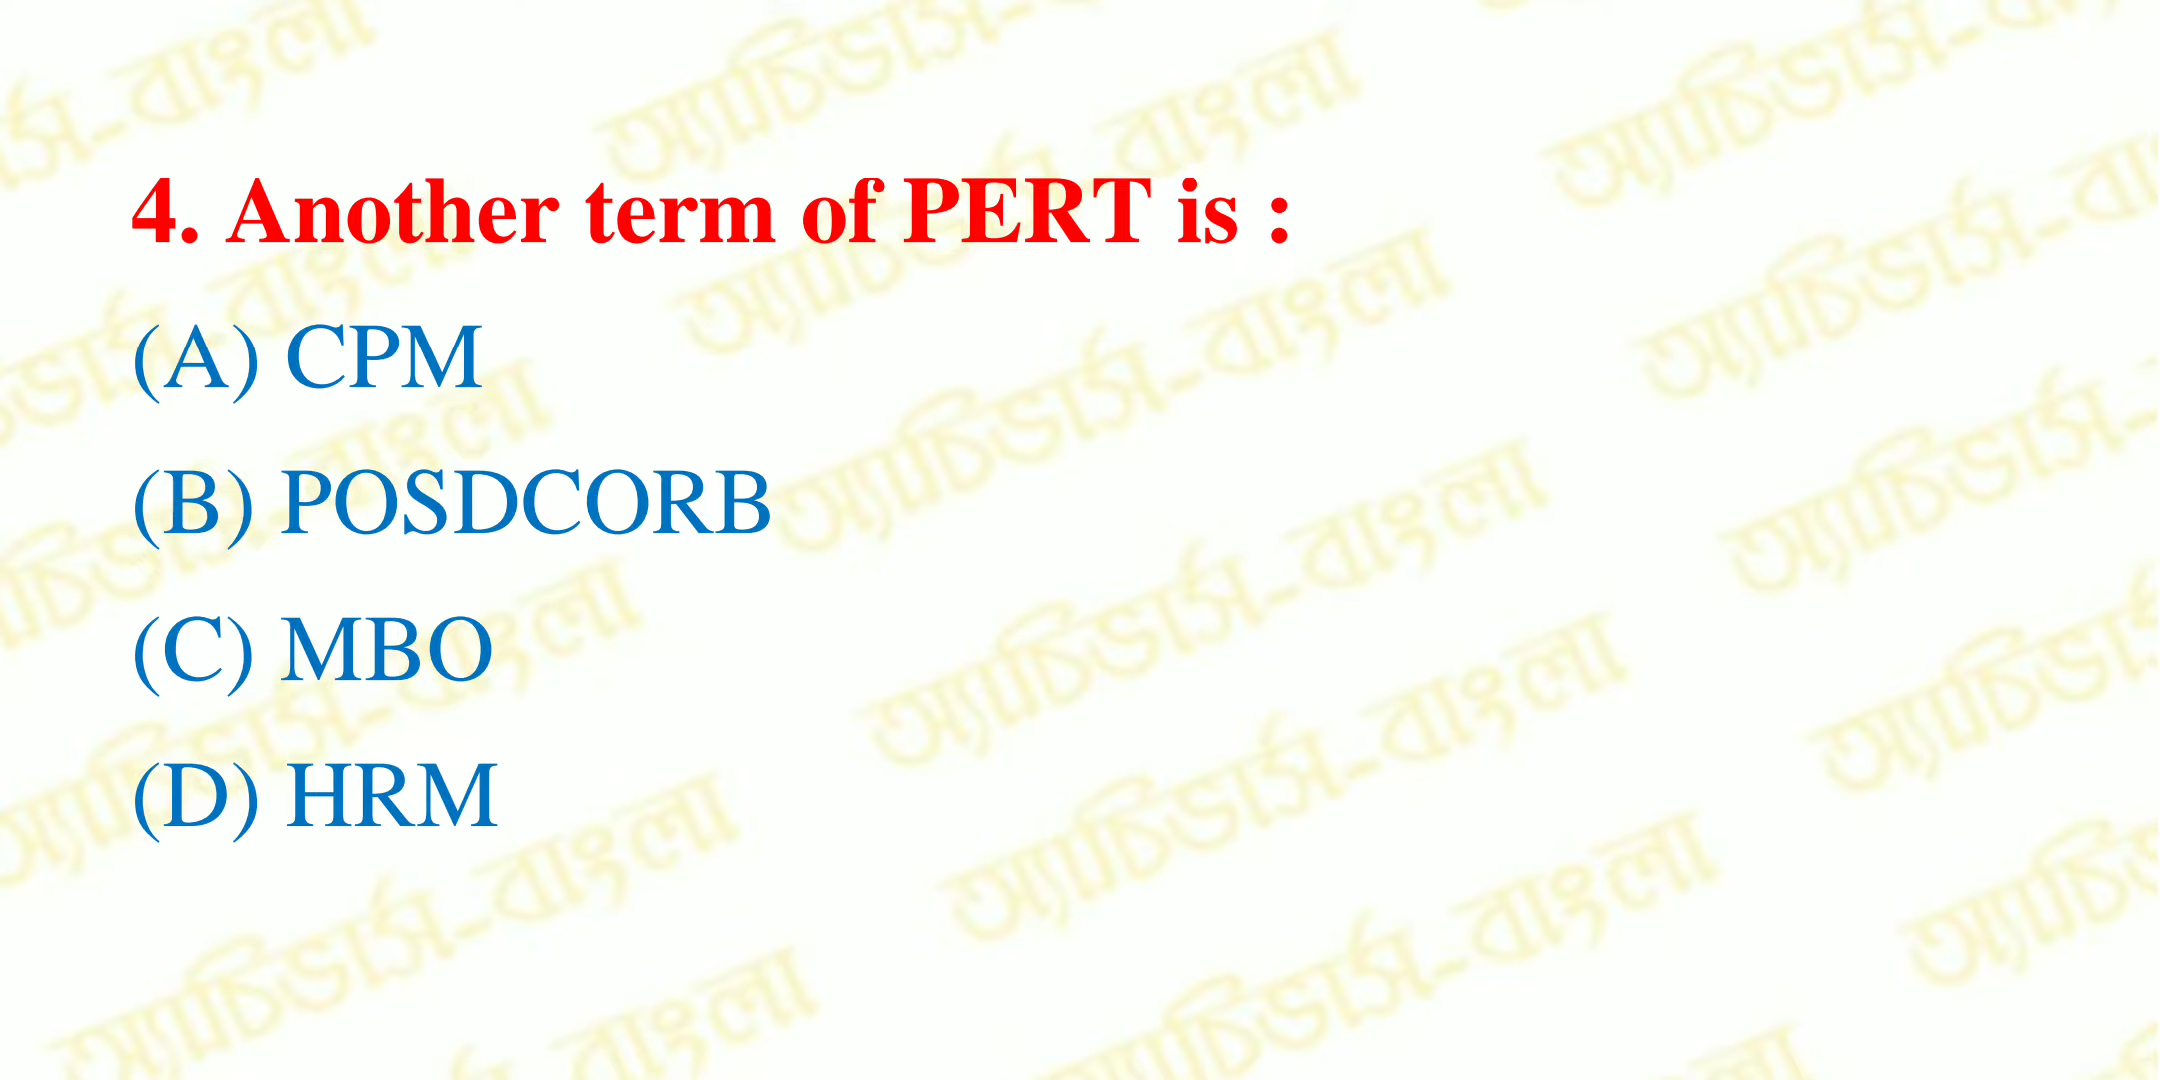 4. Another term of PERT is :
(A) CPM
(B) POSDCORB
(C) MBO
(D) HRM
অ্যাচিভার্স-বাংলা